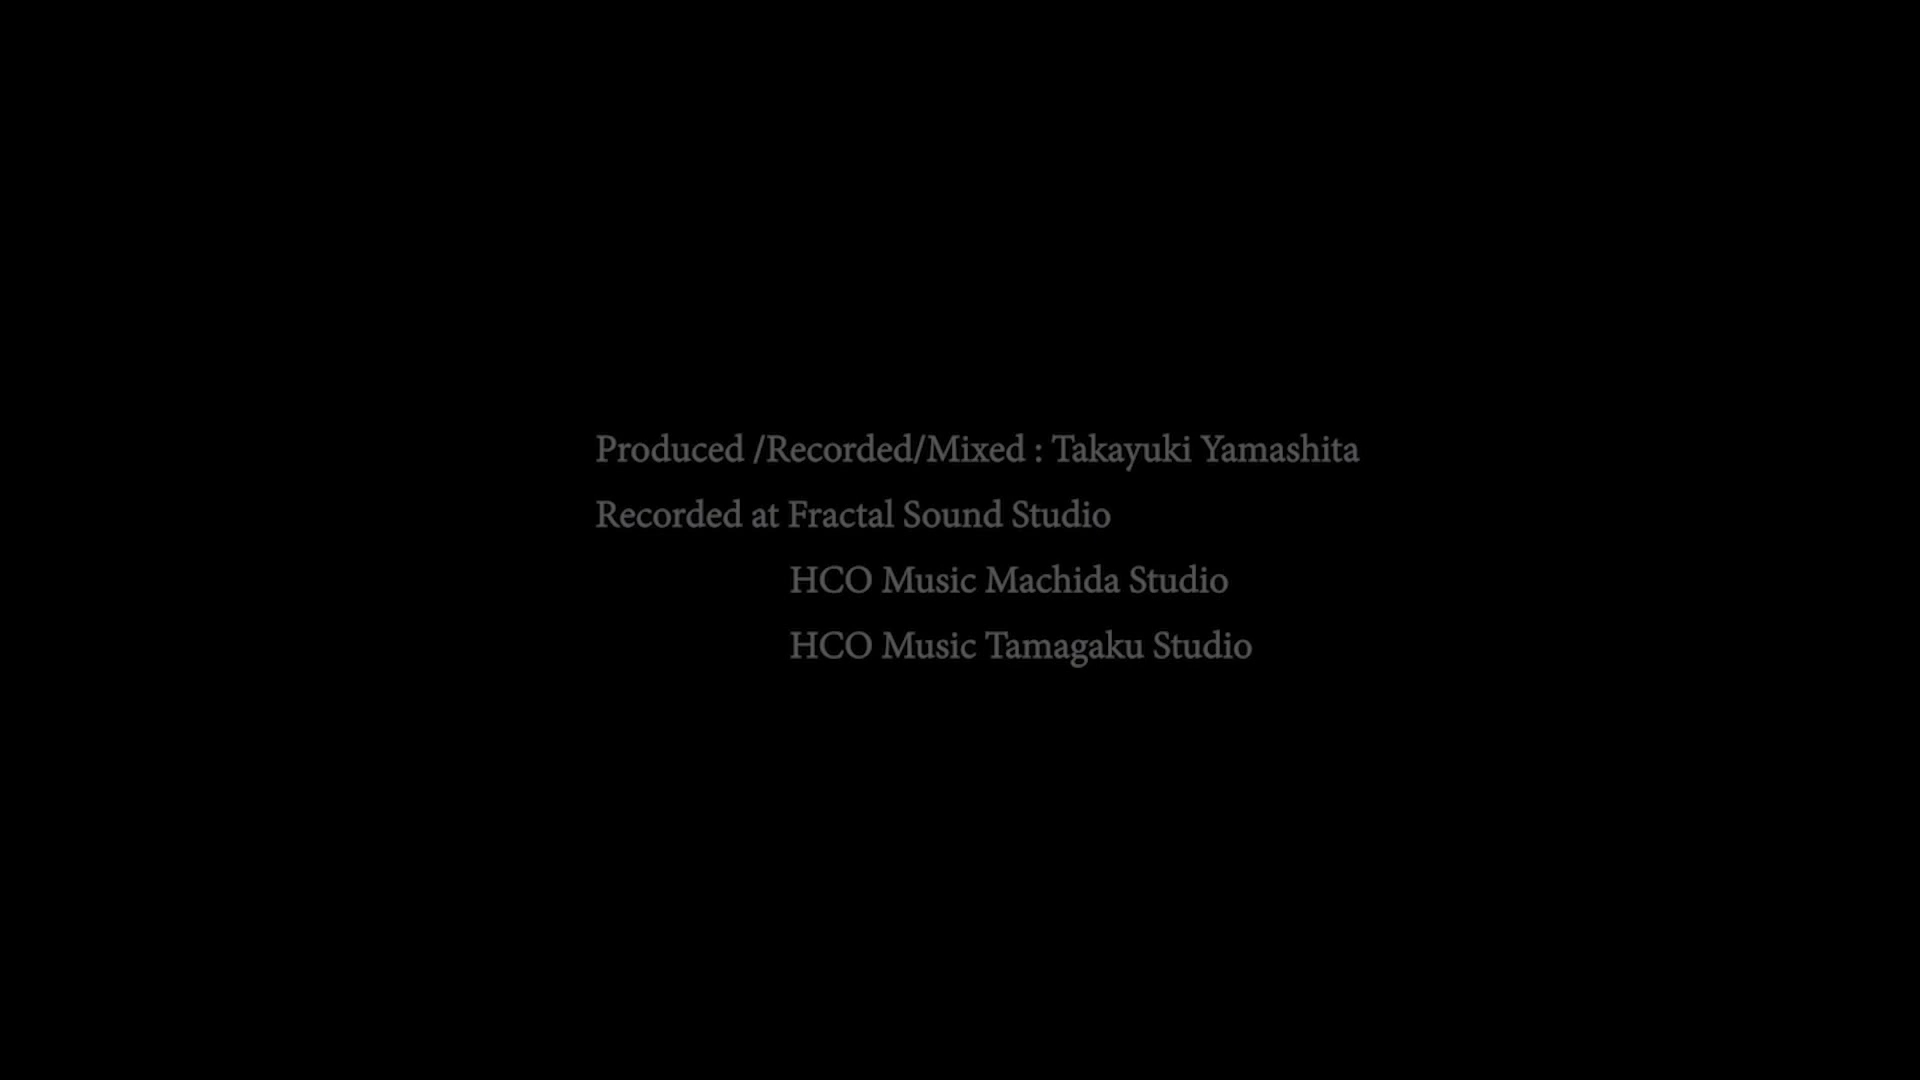 Produced /Recorded/Mixed : Takayuki Yamashita
Recorded at Fractal Sound Studio
HCO Music Machida Studio
HCO Music Tamagaku Studio